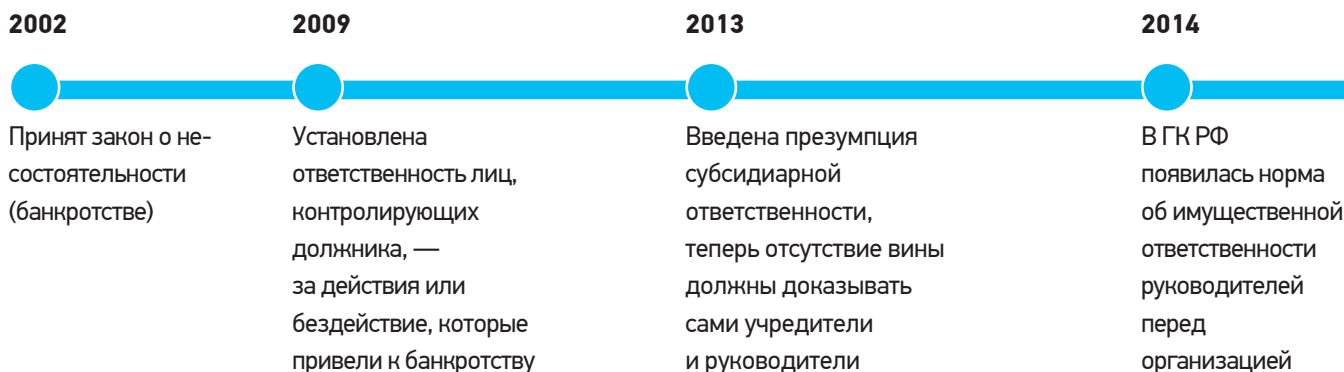 2002
Принят закон о не-
состоятельности
(банкротстве)
2009
Установлена
ответственность лиц,
контролирующих
должника, —
за действия или
бездействие, которые
привели к банкротству
2013
Введена презумпция
субсидиарной
ответственности,
теперь отсутствие вины
должны доказывать
сами учредители
и руководители
2014
В ГК РФ
появилась норма
об имущественной
ответственности
руководителей
перед
организацией